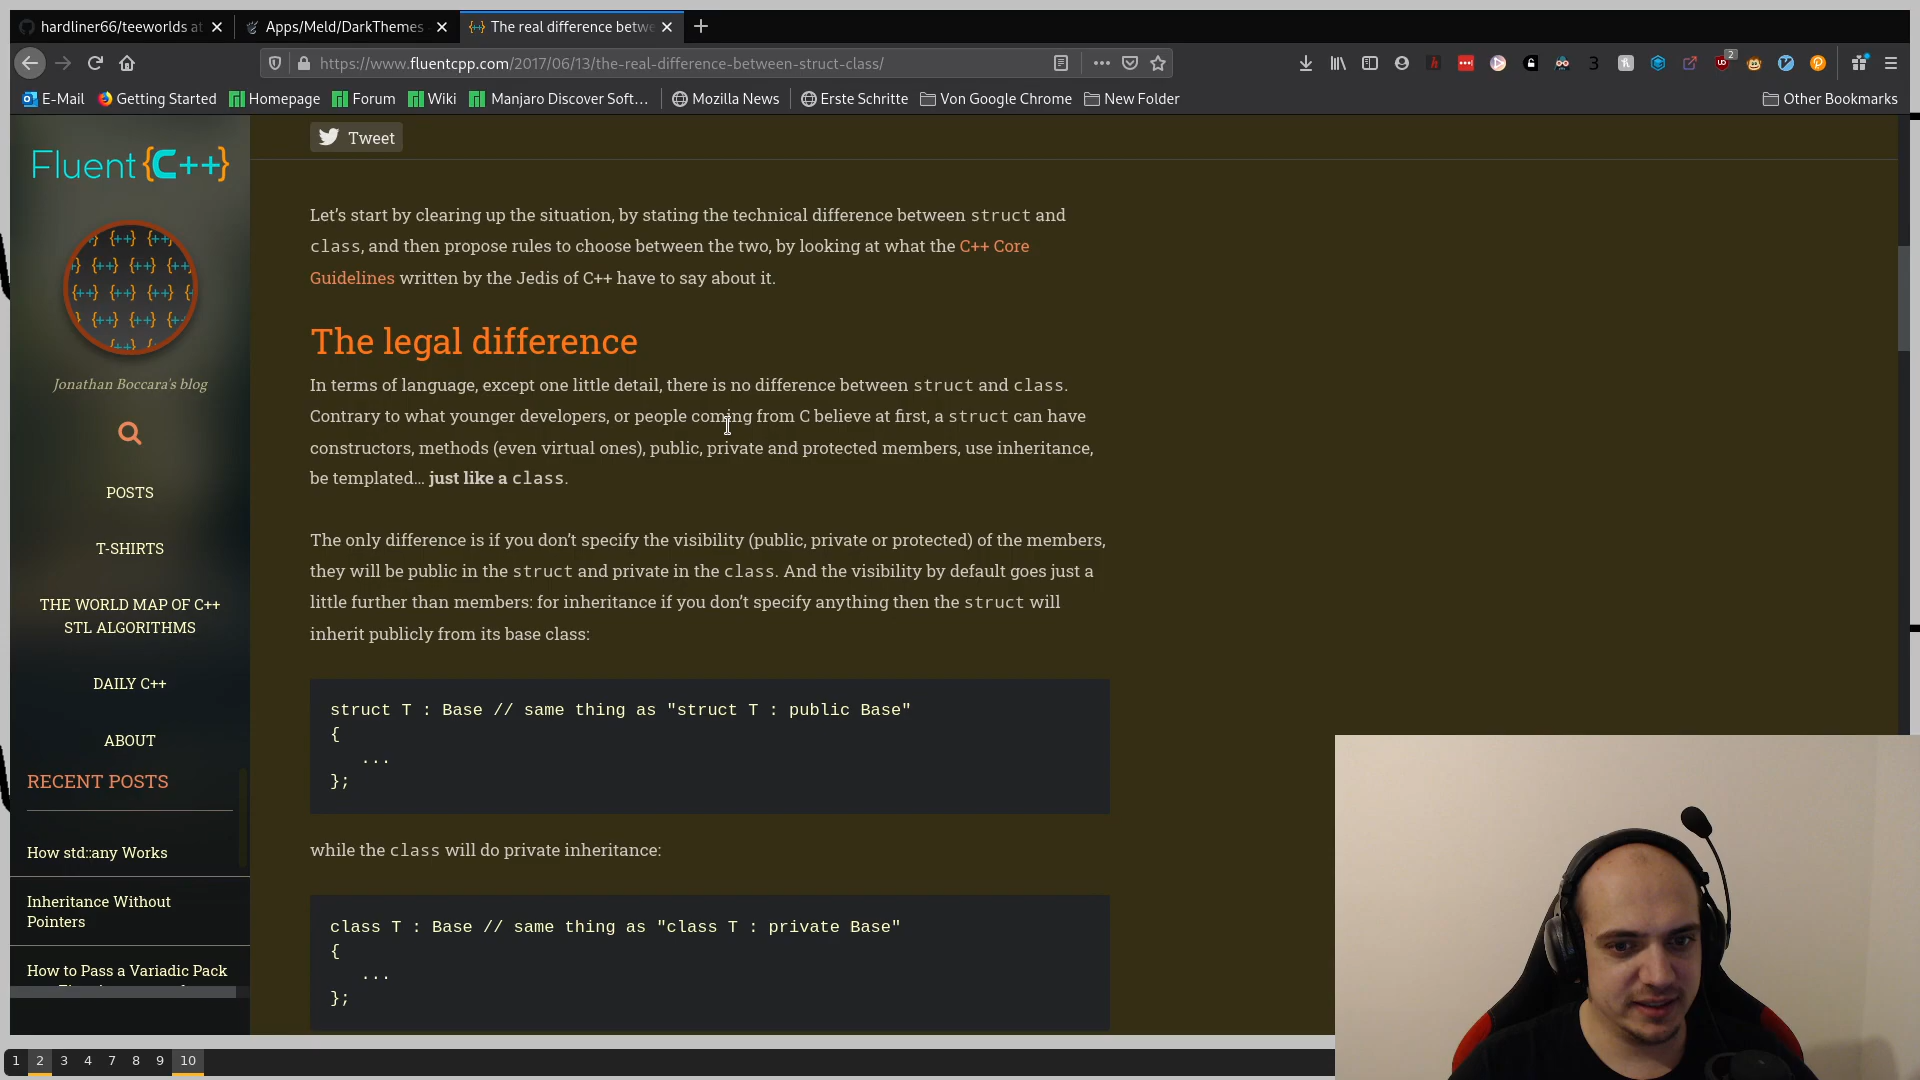 hardliner66/teeworlds at
Apps/Meld/DarkThemes
The real difference betwe
https://www.fluentcpp.com/2017/06/13/the-real-difference-between-struct-class/
E-Mail
Getting Started
Homepage
Forum
Wiki
Manjaro Discover Soft…
Mozilla News
Erste Schritte
Von Google Chrome
New Folder
Other Bookmarks
Fluent {C++}
Jonathan Boccara's blog
POSTS
T-SHIRTS
THE WORLD MAP OF C++
STL ALGORITHMS
DAILY C++
ABOUT
RECENT POSTS
How std::any Works
Inheritance Without
Pointers
How to Pass a Variadic Pack
Tweet
Let’s start by clearing up the situation, by stating the technical difference between struct and
class, and then propose rules to choose between the two, by looking at what the C++ Core
Guidelines written by the Jedis of C++ have to say about it.
The legal difference
In terms of language, except one little detail, there is no difference between struct and class.
Contrary to what younger developers, or people coming from C believe at first, a struct can have
constructors, methods (even virtual ones), public, private and protected members, use inheritance,
be templated… just like a class.
The only difference is if you don’t specify the visibility (public, private or protected) of the members,
they will be public in the struct and private in the class. And the visibility by default goes just a
little further than members: for inheritance if you don’t specify anything then the struct will
inherit publicly from its base class:
struct T : Base // same thing as "struct T : public Base"
{
...
};
while the class will do private inheritance:
class T : Base // same thing as "class T : private Base"
{
...
};
1 2 3 4 7 8 9 10